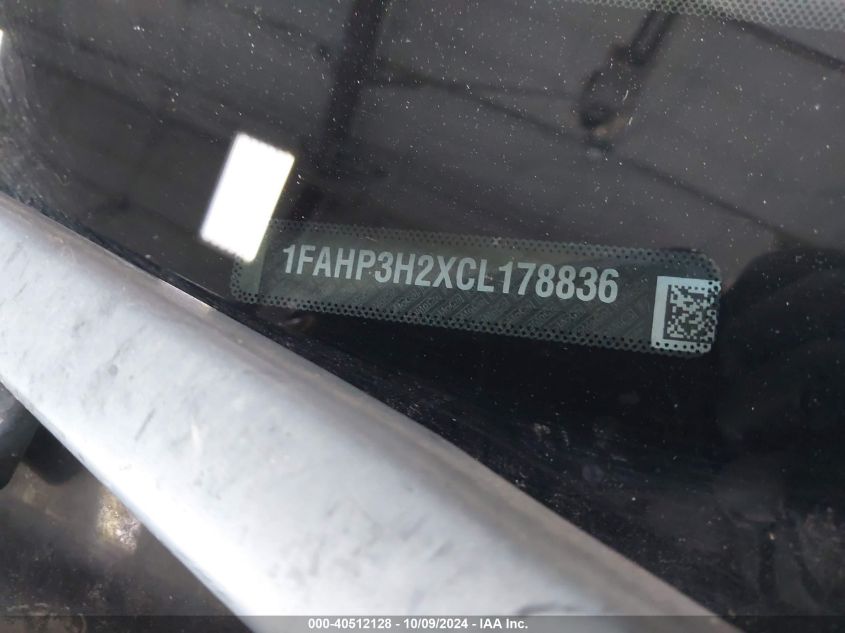 1FAHP3H2XCL178836
000-40512128 - 10/09/2024 - IAA, Inc.